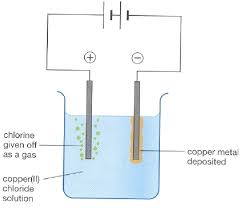 +
−
chlorine
given off
as a gas
copper metal
deposited
copper(II)
chloride
solution